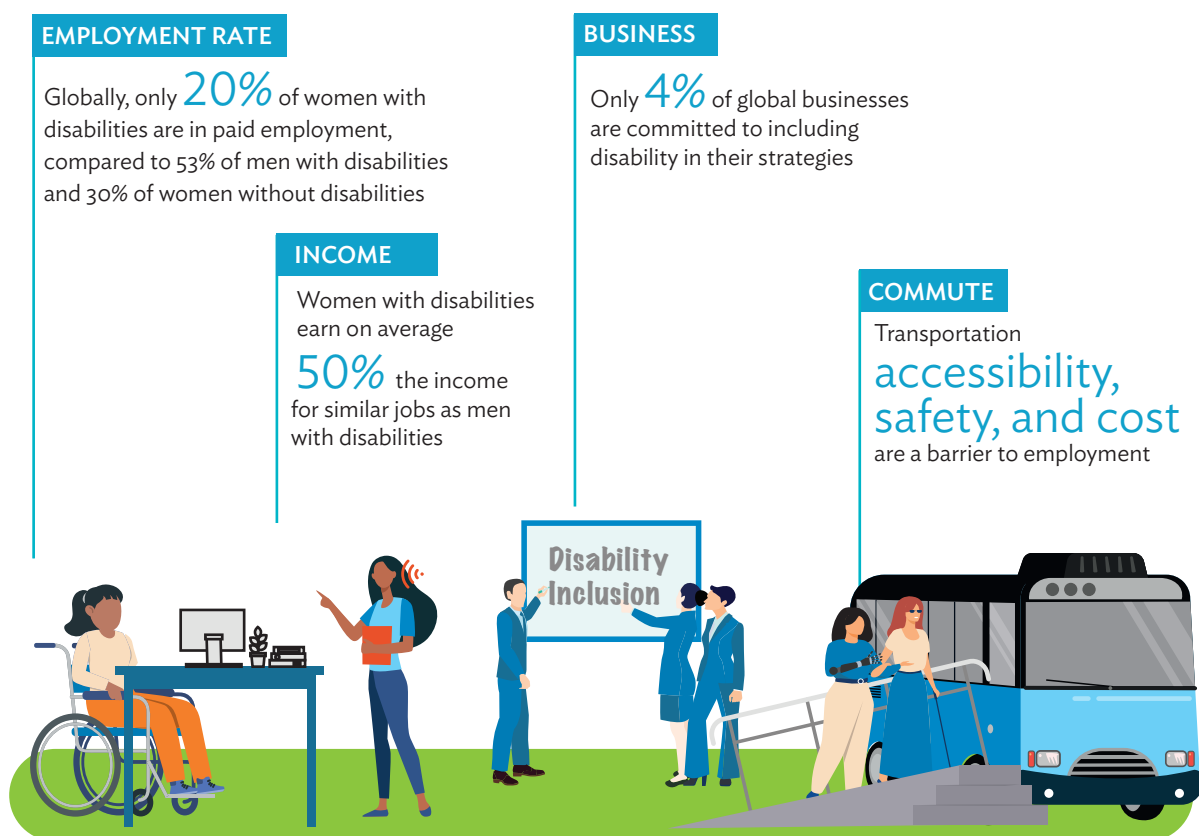 EMPLOYMENT RATE
Globally, only 20% of women with
disabilities are in paid employment,
compared to 53% of men with disabilities
and 30% of women without disabilities
INCOME
Women with disabilities
earn on average
50% the income
for similar jobs as men
with disabilities
BUSINESS
Only 4% of global businesses
are committed to including
disability in their strategies
COMMUTE
Transportation
accessibility,
safety, and cost
are a barrier to employment
Disability
Inclusion